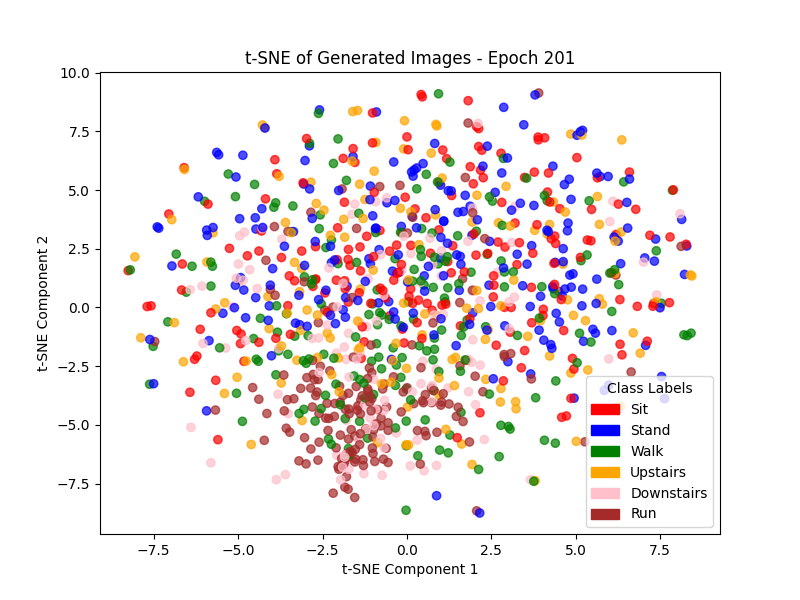 t-SNE of Generated Images - Epoch 201
t-SNE Component 2
10.0
7.5
5.0
2.5
0.0
−2.5
−5.0
−7.5
−7.5
−5.0
−2.5
0.0
2.5
5.0
7.5
t-SNE Component 1
Class Labels
Sit
Stand
Walk
Upstairs
Downstairs
Run